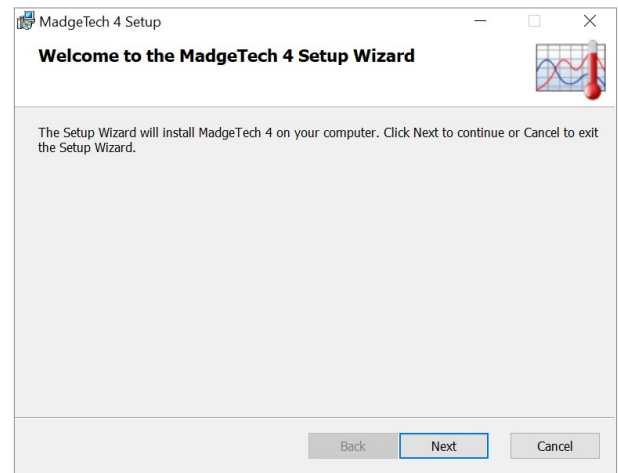 MadgeTech 4 Setup
Welcome to the MadgeTech 4 Setup Wizard
The Setup Wizard will install MadgeTech 4 on your computer. Click Next to continue or Cancel to exit
the Setup Wizard.
Back Next Cancel